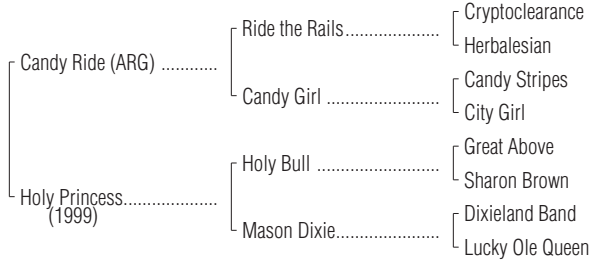 Cryptoclearance
Ride the Rails......................
Herbalesian
Candy Ride (ARG) ............
Candy Stripes
Candy Girl ........................
City Girl
Great Above
Holy Bull ..........................
Sharon Brown
Holy Princess....................
(1999)
Dixieland Band
Mason Dixie......................
Lucky Ole Queen